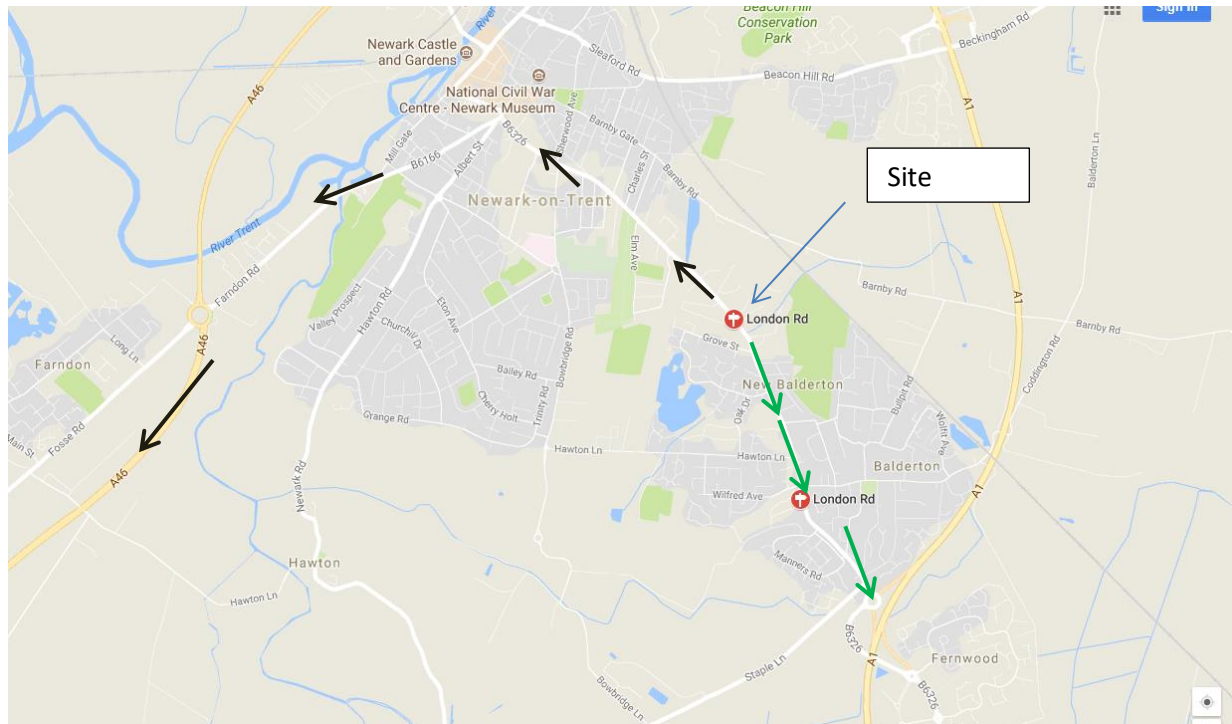 Beacon Hill
Conservation
Park
Sign in
Newark Castle
and Gardens
River
Sleaford Rd
Beckingham Rd
Beacon Hill Rd
A46
National Civil War
Centre - Newark Museum
Sherwood Ave
A1
Mill Gate
B6326
Barnby Gate
B6166
Albert St
Charles St
Barnby Rd
Balderton Ln
Site
Newark-on-Trent
River Trent
Elm Ave
Farndon Rd
Valley Prospect
Hawton Rd
Barnby Rd
A1
Barnby Rd
London Rd
Churchill Dr
Eton Ave
Grove St
A46
Long Ln
Farndon
Bowbridge Rd
Bailey Rd
New Balderton
Coddington Rd
Bullpit Rd
Cherry Holt
Trinity Rd
Oak Dr
Grange Rd
Wolfit Ave
Main St
Fosse Rd
Hawton Ln
Hawton Ln
Balderton
A46
Newark Rd
Wilfred Ave
London Rd
A1
Hawton
Manners Rd
Hawton Ln
B6326
Staple Ln
Fernwood
A1
Bowbridge Ln
B6326